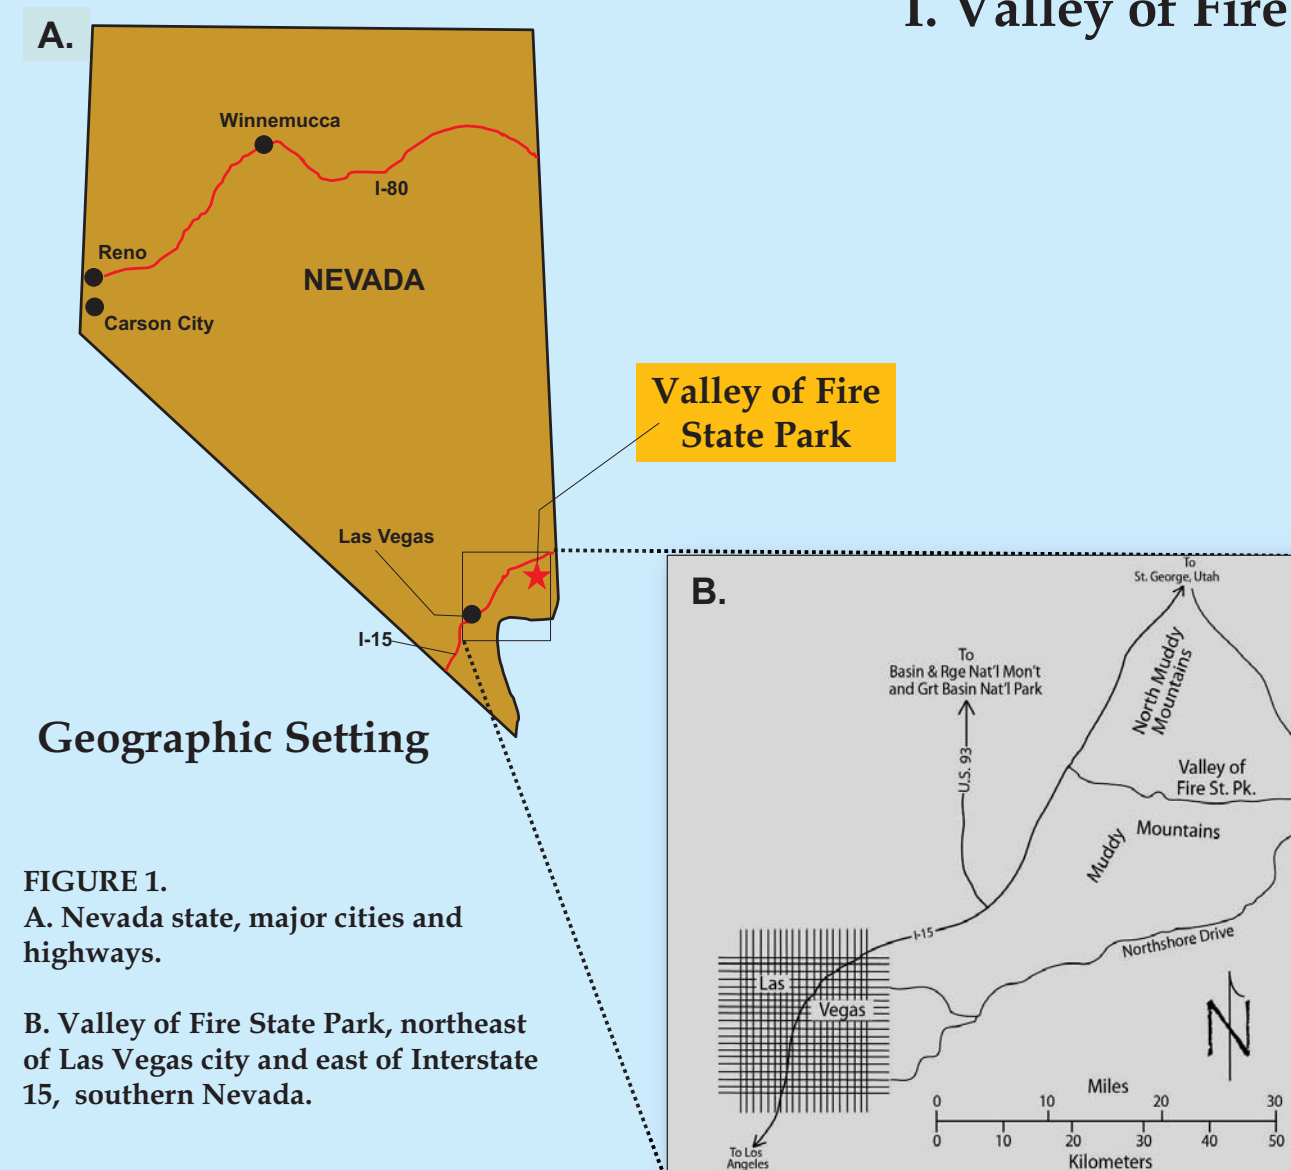 I. Valley of Fire
A.
Winnemucca
I-80
Reno
NEVADA
Carson City
Valley of Fire
State Park
Las Vegas
I-15
Geographic Setting
FIGURE 1.
A. Nevada state, major cities and
highways.
B. Valley of Fire State Park, northeast
of Las Vegas city and east of Interstate
15, southern Nevada.
B.
To
St. George, Utah
To
Basin & Rge Nat'l Mon't
and Grt Basin Nat'l Park
North Muddy
Mountains
U.S. 93
Valley of
Fire St. Pk.
Muddy
Mountains
I-15
Northshore Drive
Las
Vegas
N
Miles
0 10 20 30
0 10 20 30 40 50
Kilometers
To Los
Angeles